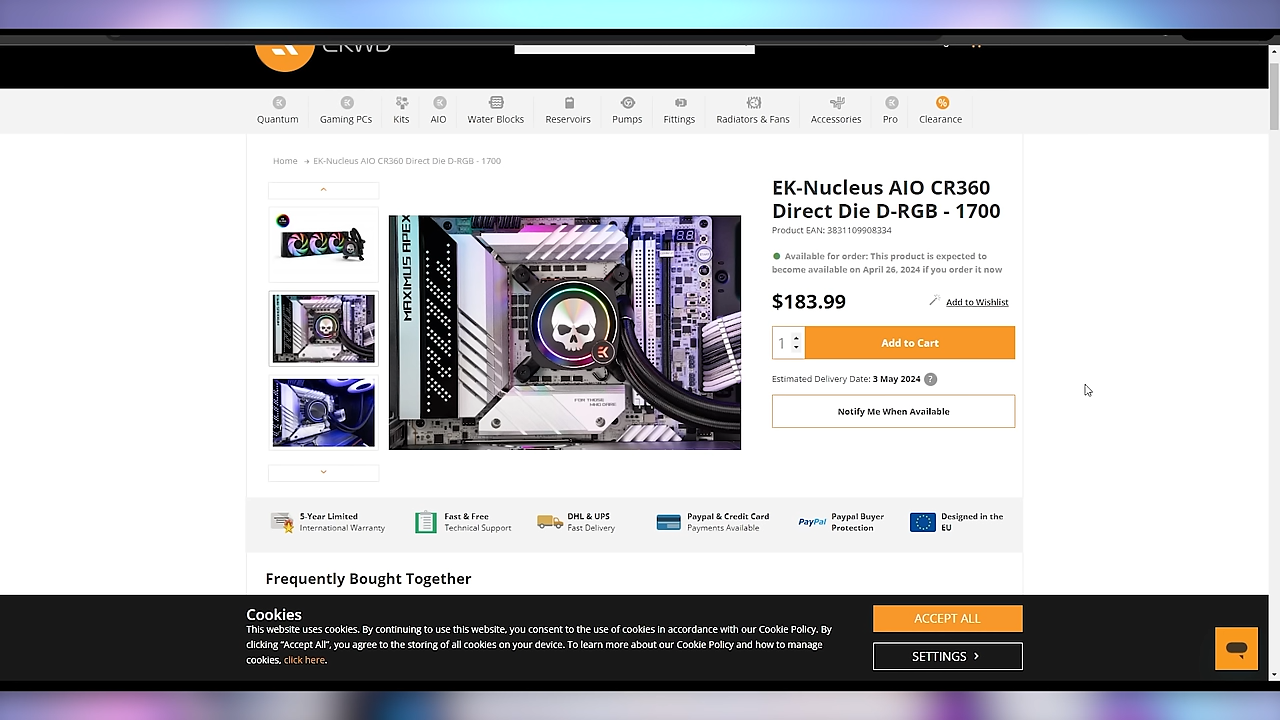 Quantum
Gaming PCs
Kits
AIO
Water Blocks
Reservoirs
Pumps
Fittings
Radiators & Fans
Accessories
Pro
Clearance
Home → EK-Nucleus AIO CR360 Direct Die D-RGB - 1700
EK-Nucleus AIO CR360
Direct Die D-RGB - 1700
Product EAN: 3831109908334
Available for order: This product is expected to
become available on April 26, 2024 if you order it now
$183.99
Add to Wishlist
1
Add to Cart
Estimated Delivery Date: 3 May 2024 ?
Notify Me When Available
MAXIMUS APEX
88
FOR THOSE
WHO DARE
5-Year Limited
International Warranty
Fast & Free
Technical Support
DHL & UPS
Fast Delivery
Paypal & Credit Card
Payments Available
PayPal
Paypal Buyer
Protection
Designed in the
EU
Frequently Bought Together
Cookies
This website uses cookies. By continuing to use this website, you consent to the use of cookies in accordance with our Cookie Policy. By
clicking “Accept All”, you agree to the storing of all cookies on your device. To learn more about our Cookie Policy and how to manage
cookies, click here.
ACCEPT ALL
SETTINGS >